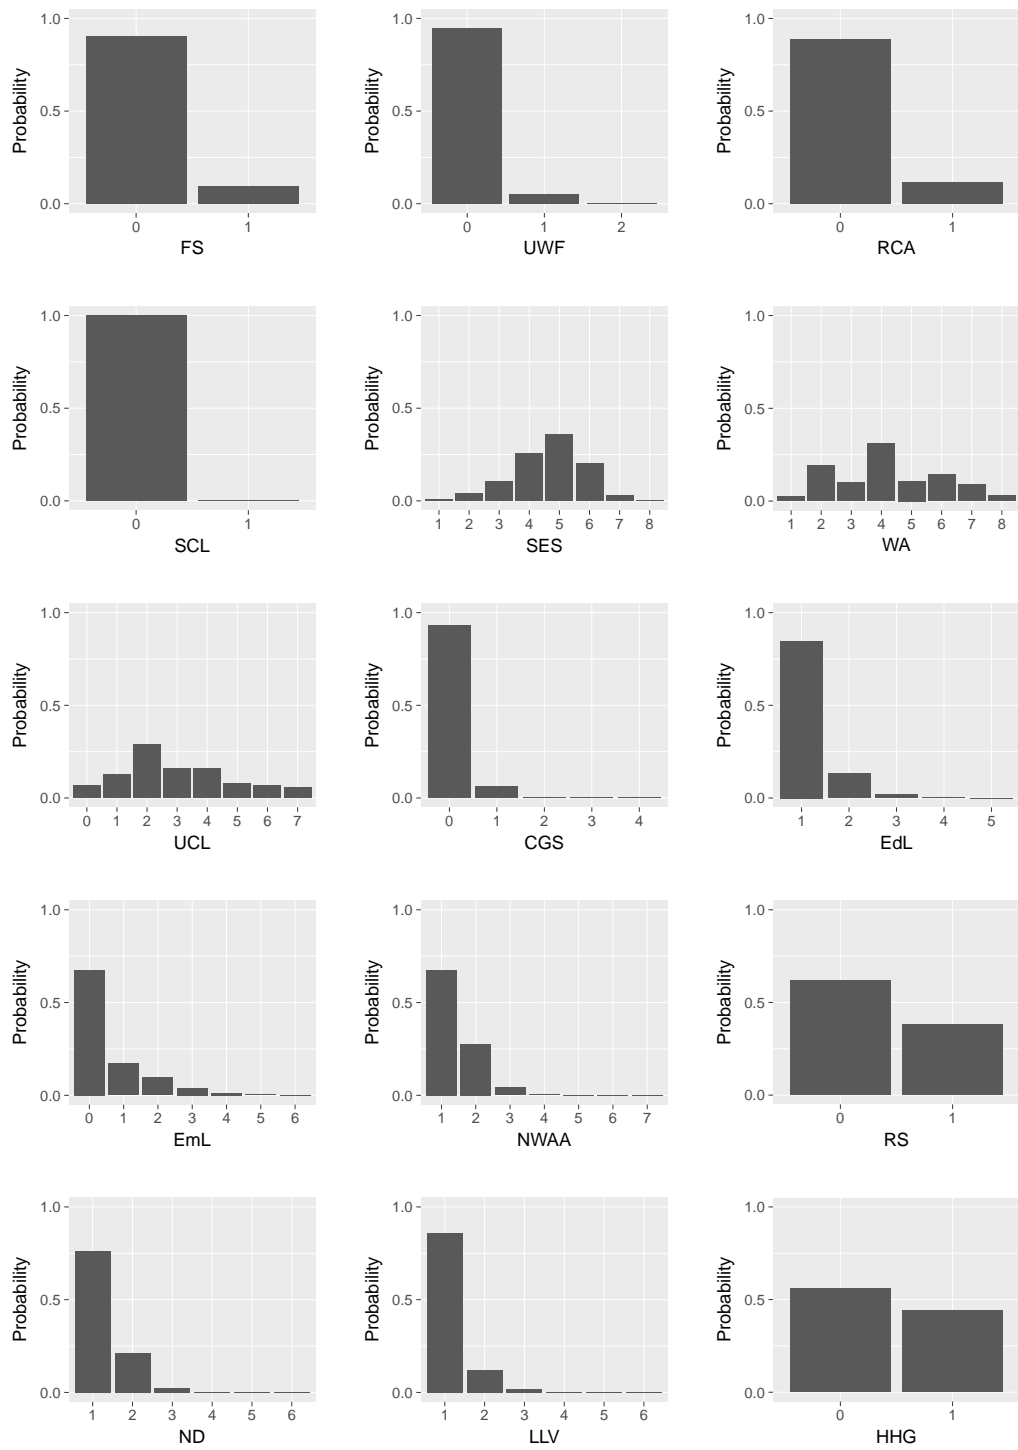 1.0
0.5
0.0
Probability
0 1
FS
1.0
0.5
0.0
Probability
0 1 2
UWF
1.0
0.5
0.0
Probability
0 1
RCA
1.0
0.5
0.0
Probability
0 1
SCL
1.0
0.5
0.0
Probability
1 2 3 4 5 6 7 8
SES
1.0
0.5
0.0
Probability
1 2 3 4 5 6 7 8
WA
1.0
0.5
0.0
Probability
0 1 2 3 4 5 6 7
UCL
1.0
0.5
0.0
Probability
0 1 2 3 4
CGS
1.0
0.5
0.0
Probability
1 2 3 4 5
EdL
1.0
0.5
0.0
Probability
0 1 2 3 4 5 6
EmL
1.0
0.5
0.0
Probability
1 2 3 4 5 6 7
NWAA
1.0
0.5
0.0
Probability
0 1
RS
1.0
0.5
0.0
Probability
1 2 3 4 5 6
ND
1.0
0.5
0.0
Probability
1 2 3 4 5 6
LLV
1.0
0.5
0.0
Probability
0 1
HHG